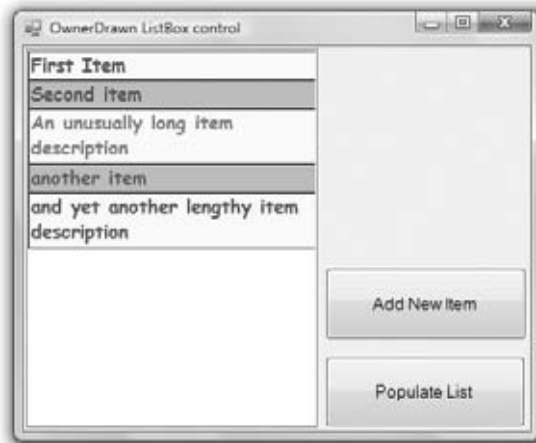 OwnerDrawn ListBox control
First Item
Second item
An unusually long item
description
another item
and yet another lengthy item
description
Add New Item
Populate List